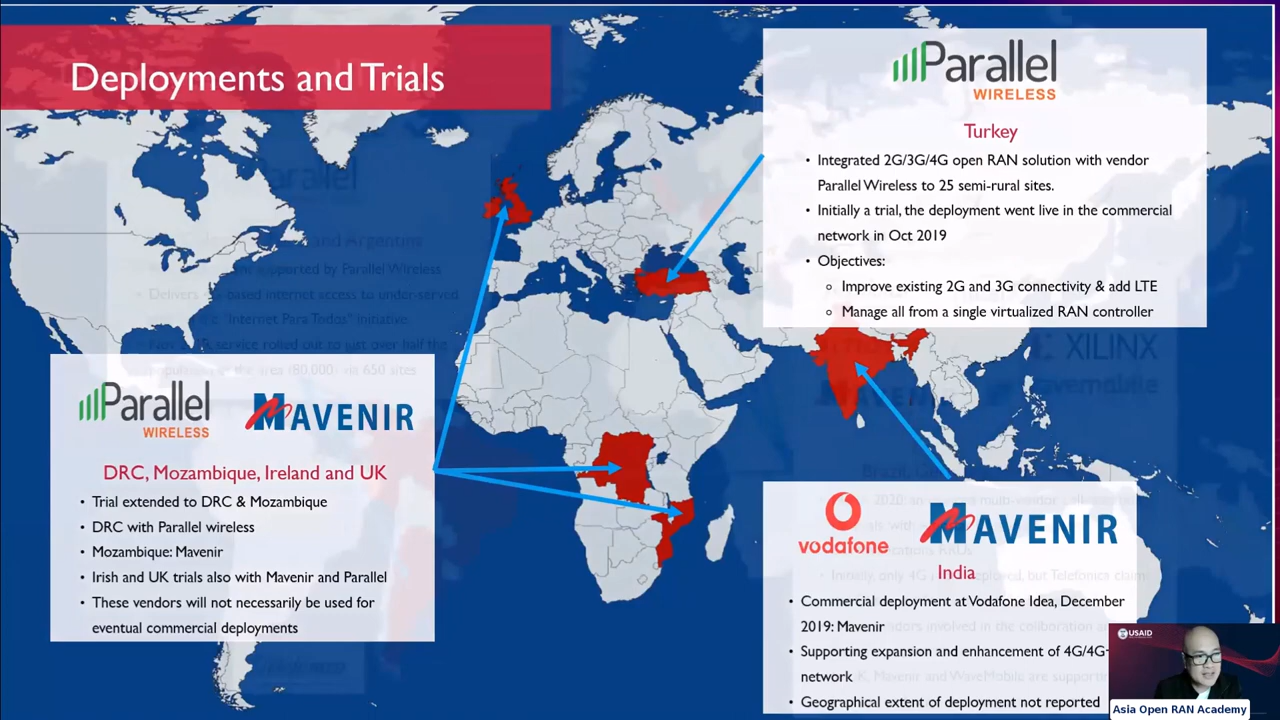 Deployments and Trials
Parallel
WIRELESS
Turkey
• Integrated 2G/3G/4G open RAN solution with vendor
Parallel Wireless to 25 semi-rural sites.
• Initially a trial, the deployment went live in the commercial
network in Oct 2019
• Objectives:
o Improve existing 2G and 3G connectivity & add LTE
o Manage all from a single virtualized RAN controller
Parallel
WIRELESS
MAVENIR
DRC, Mozambique, Ireland and UK
• Trial extended to DRC & Mozambique
• DRC with Parallel wireless
• Mozambique: Mavenir
• Irish and UK trials also with Mavenir and Parallel
• These vendors will not necessarily be used for
eventual commercial deployments
vodafone
MAVENIR
India
• Commercial deployment at Vodafone Idea, December
2019: Mavenir
• Supporting expansion and enhancement of 4G/4G
network
• Geographical extent of deployment not reported
XILINX
USAID
Asia Open RAN Academy